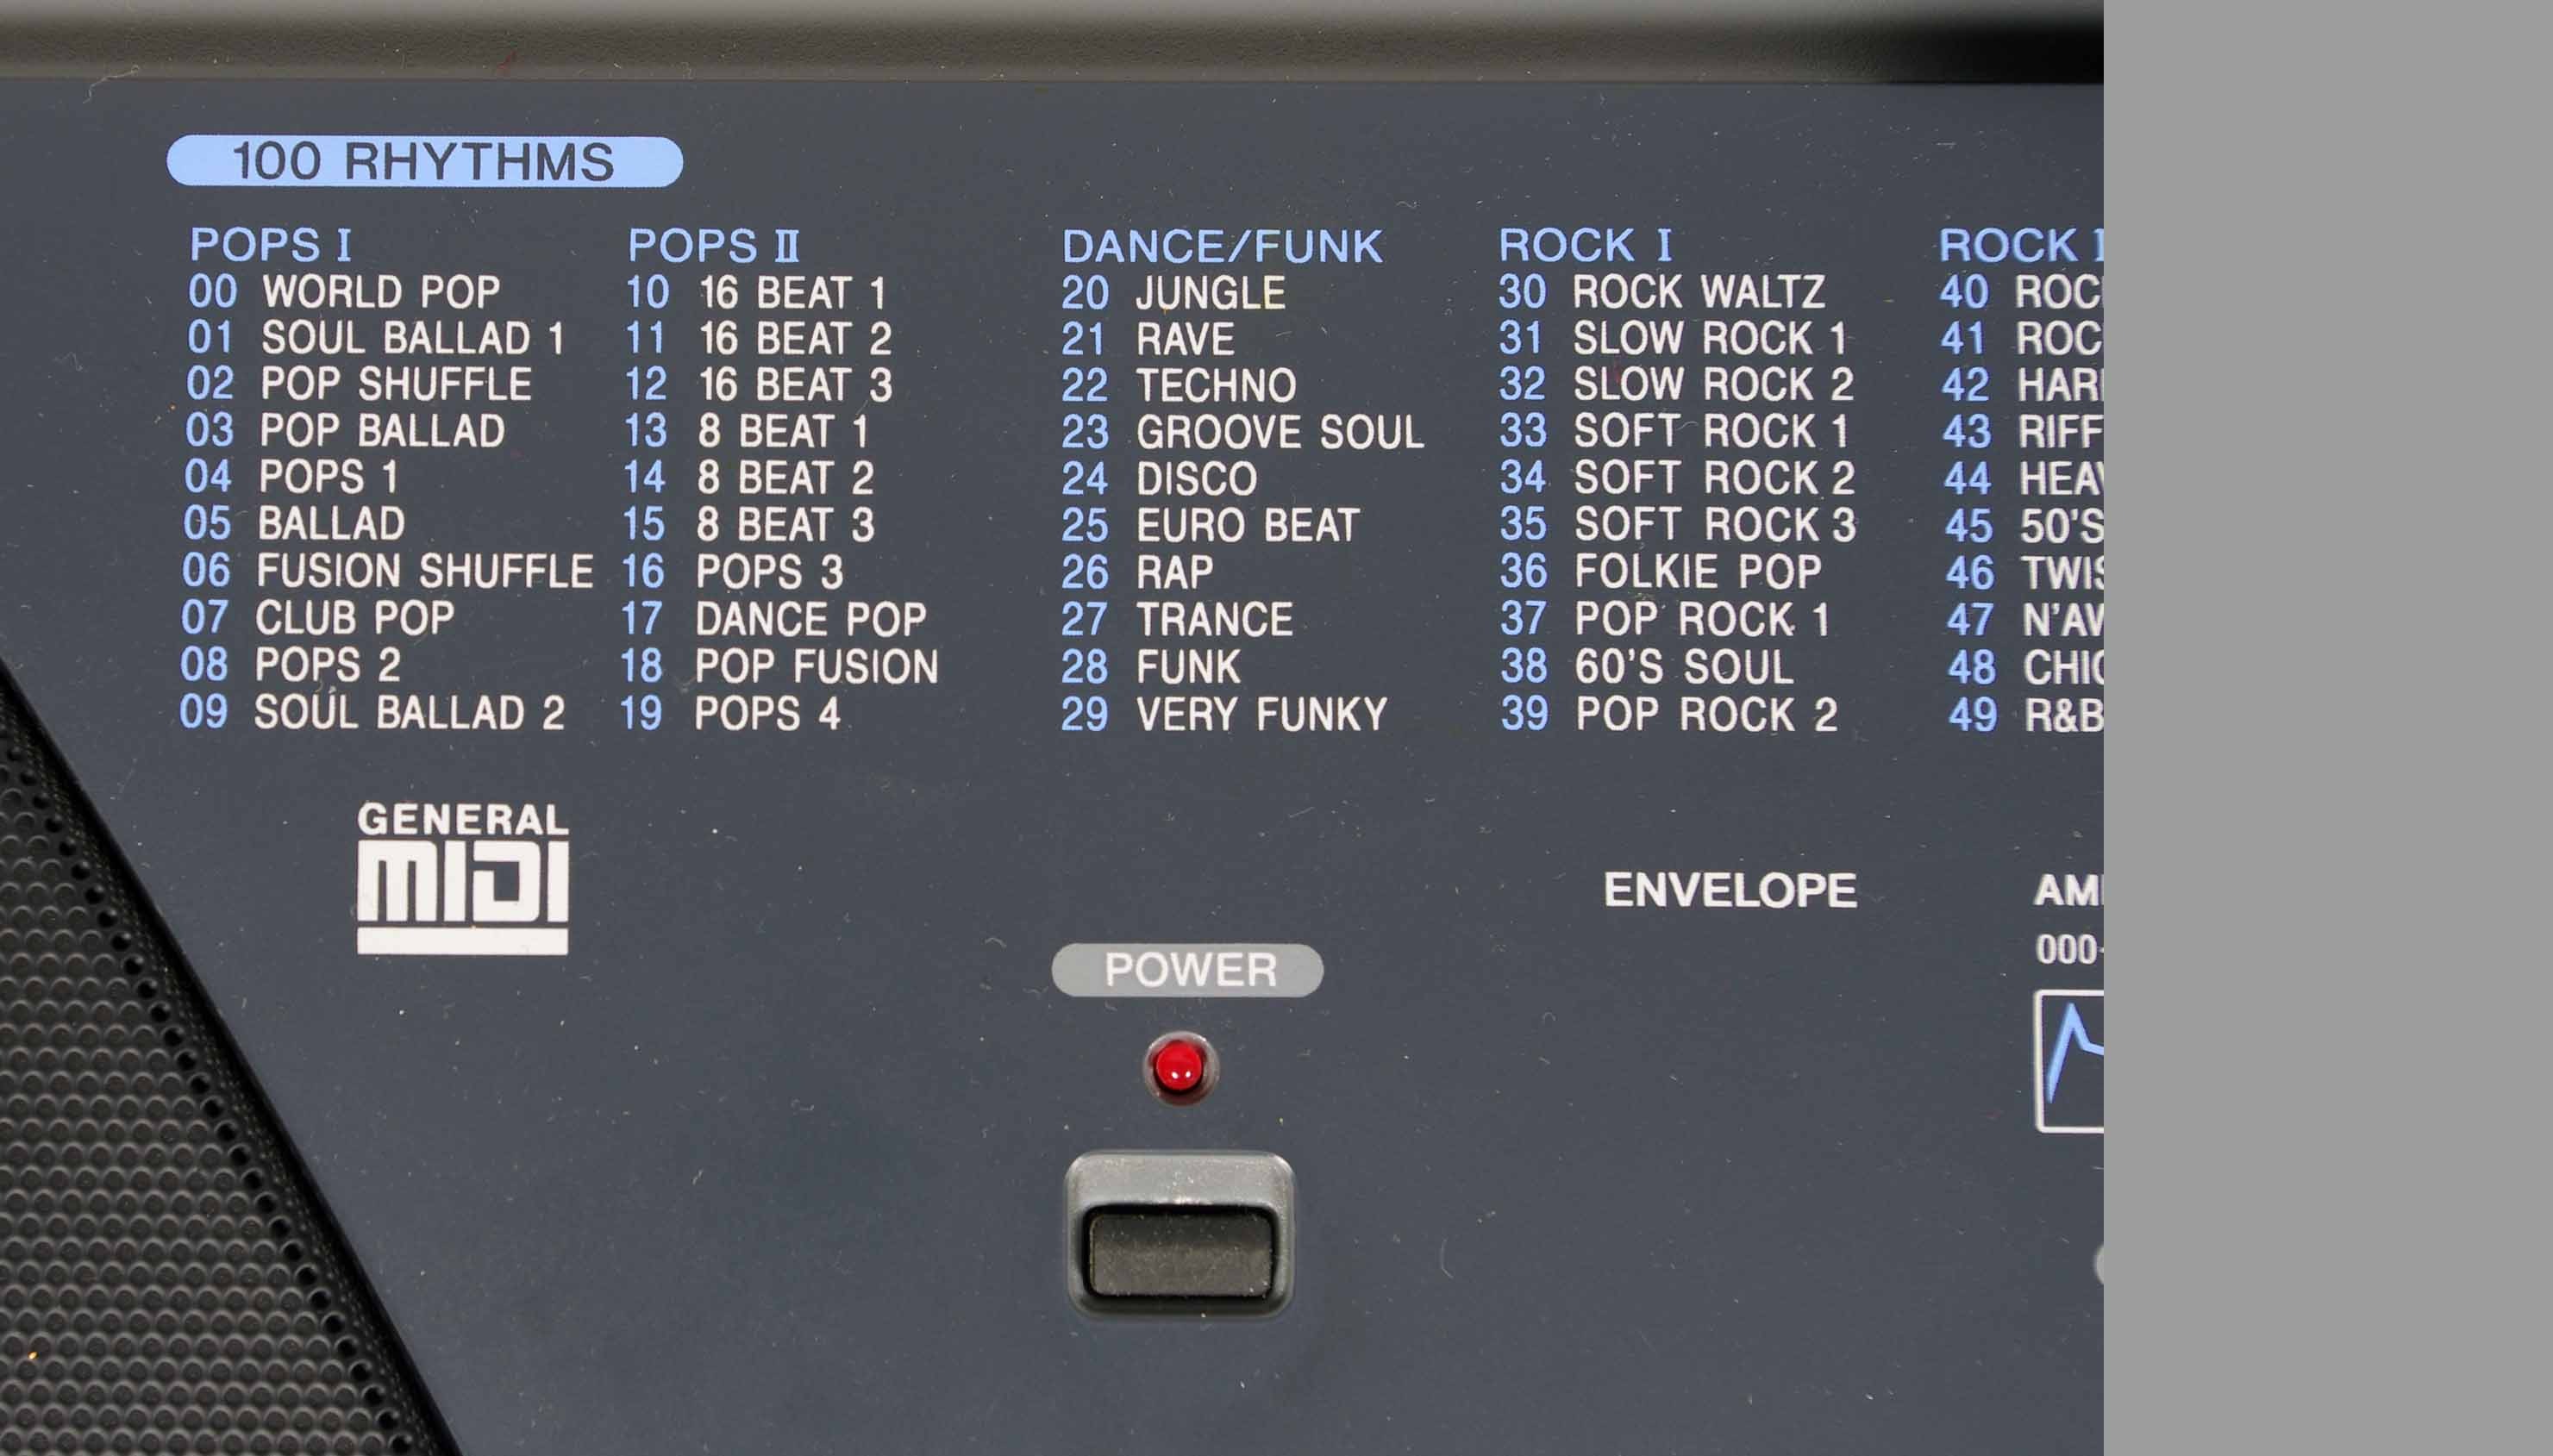 100 RHYTHMS
POPS I
00 WORLD POP
01 SOUL BALLAD 1
02 POP SHUFFLE
03 POP BALLAD
04 POPS 1
05 BALLAD
06 FUSION SHUFFLE
07 CLUB POP
08 POPS 2
09 SOUL BALLAD 2
POPS II
10 16 BEAT 1
11 16 BEAT 2
12 16 BEAT 3
13 8 BEAT 1
14 8 BEAT 2
15 8 BEAT 3
16 POPS 3
17 DANCE POP
18 POP FUSION
19 POPS 4
DANCE/FUNK
20 JUNGLE
21 RAVE
22 TECHNO
23 GROOVE SOUL
24 DISCO
25 EURO BEAT
26 RAP
27 TRANCE
28 FUNK
29 VERY FUNKY
ROCK I
30 ROCK WALTZ
31 SLOW ROCK 1
32 SLOW ROCK 2
33 SOFT ROCK 1
34 SOFT ROCK 2
35 SOFT ROCK 3
36 FOLKIE POP
37 POP ROCK 1
38 60'S SOUL
39 POP ROCK 2
ROCK
40
41
42
43
44
45 50'S
46
47
48
49 R&B
GENERAL
MIDI
ENVELOPE
POWER